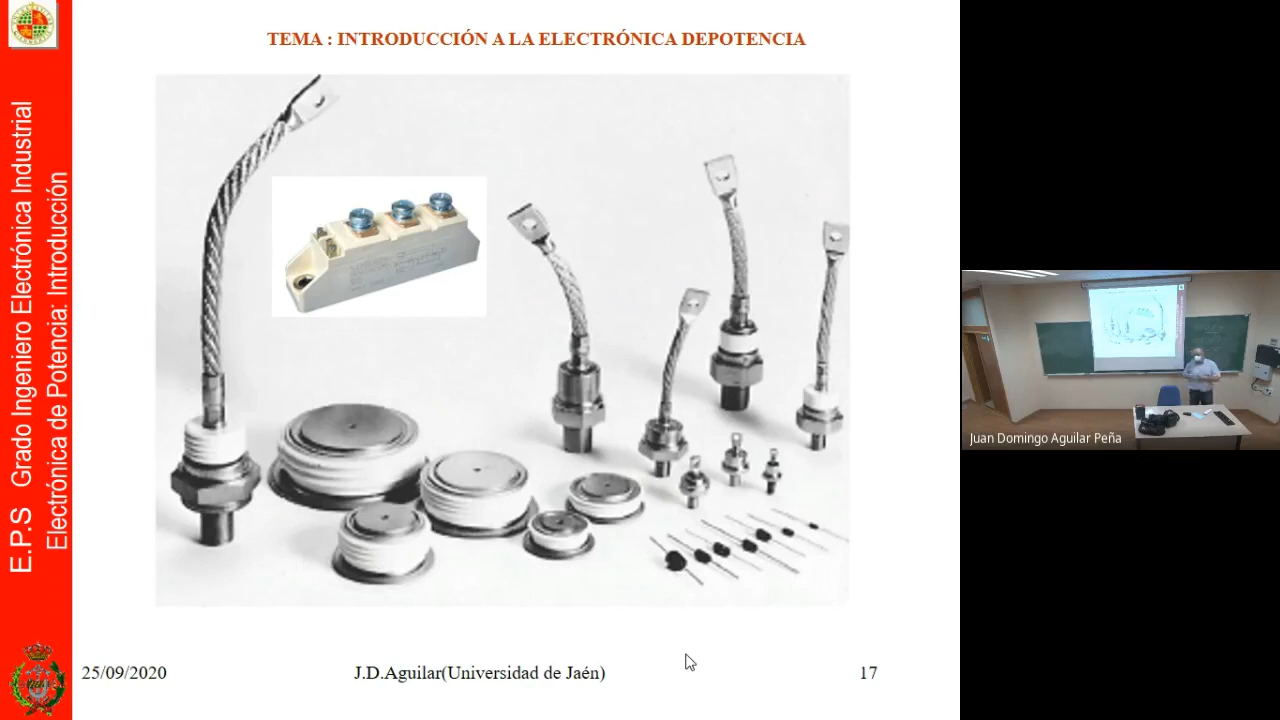 TEMA : INTRODUCCIÓN A LA ELECTRÓNICA DEPOTENCIA
E.P.S Grado Ingeniero Electrónica Industrial
Electrónica de Potencia: Introducción
Juan Domingo Aguilar Peña
25/09/2020
J.D.Aguilar(Universidad de Jaén)
17